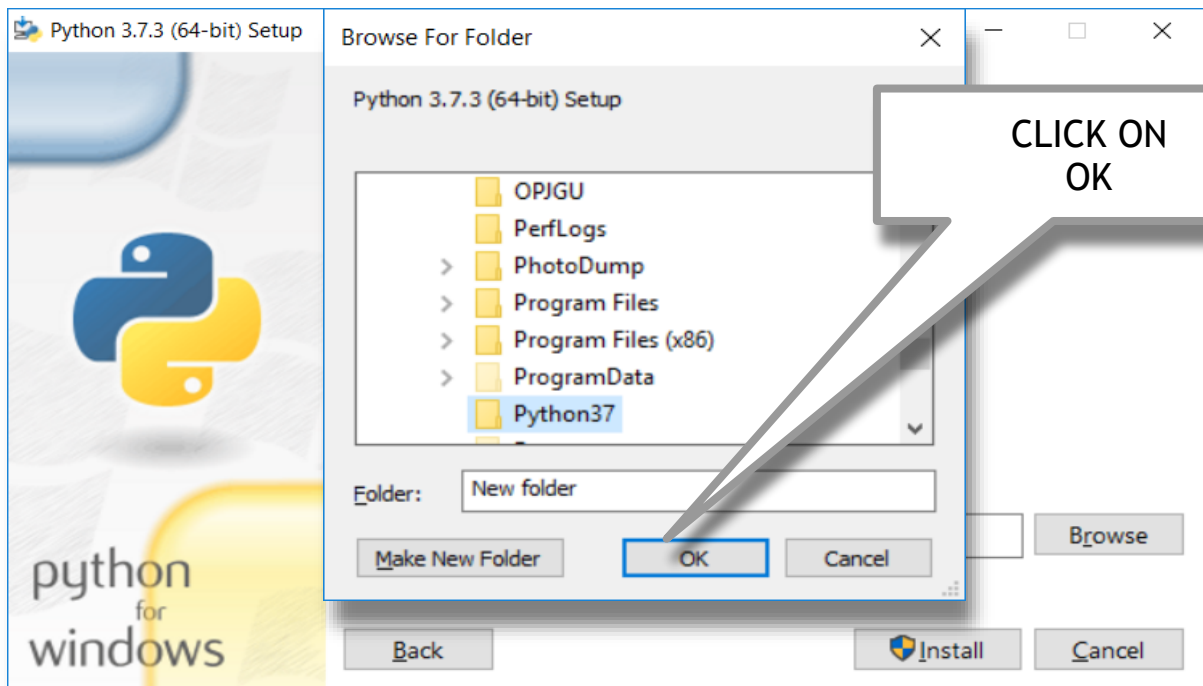 Python 3.7.3 (64-bit) Setup
Browse For Folder
Python 3.7.3 (64-bit) Setup
CLICK ON
OK
OPJGU
PerfLogs
PhotoDump
Program Files
Program Files (x86)
ProgramData
Python37
Folder: New folder
Make New Folder OK Cancel
Browse
python
for
windows
Back Install Cancel